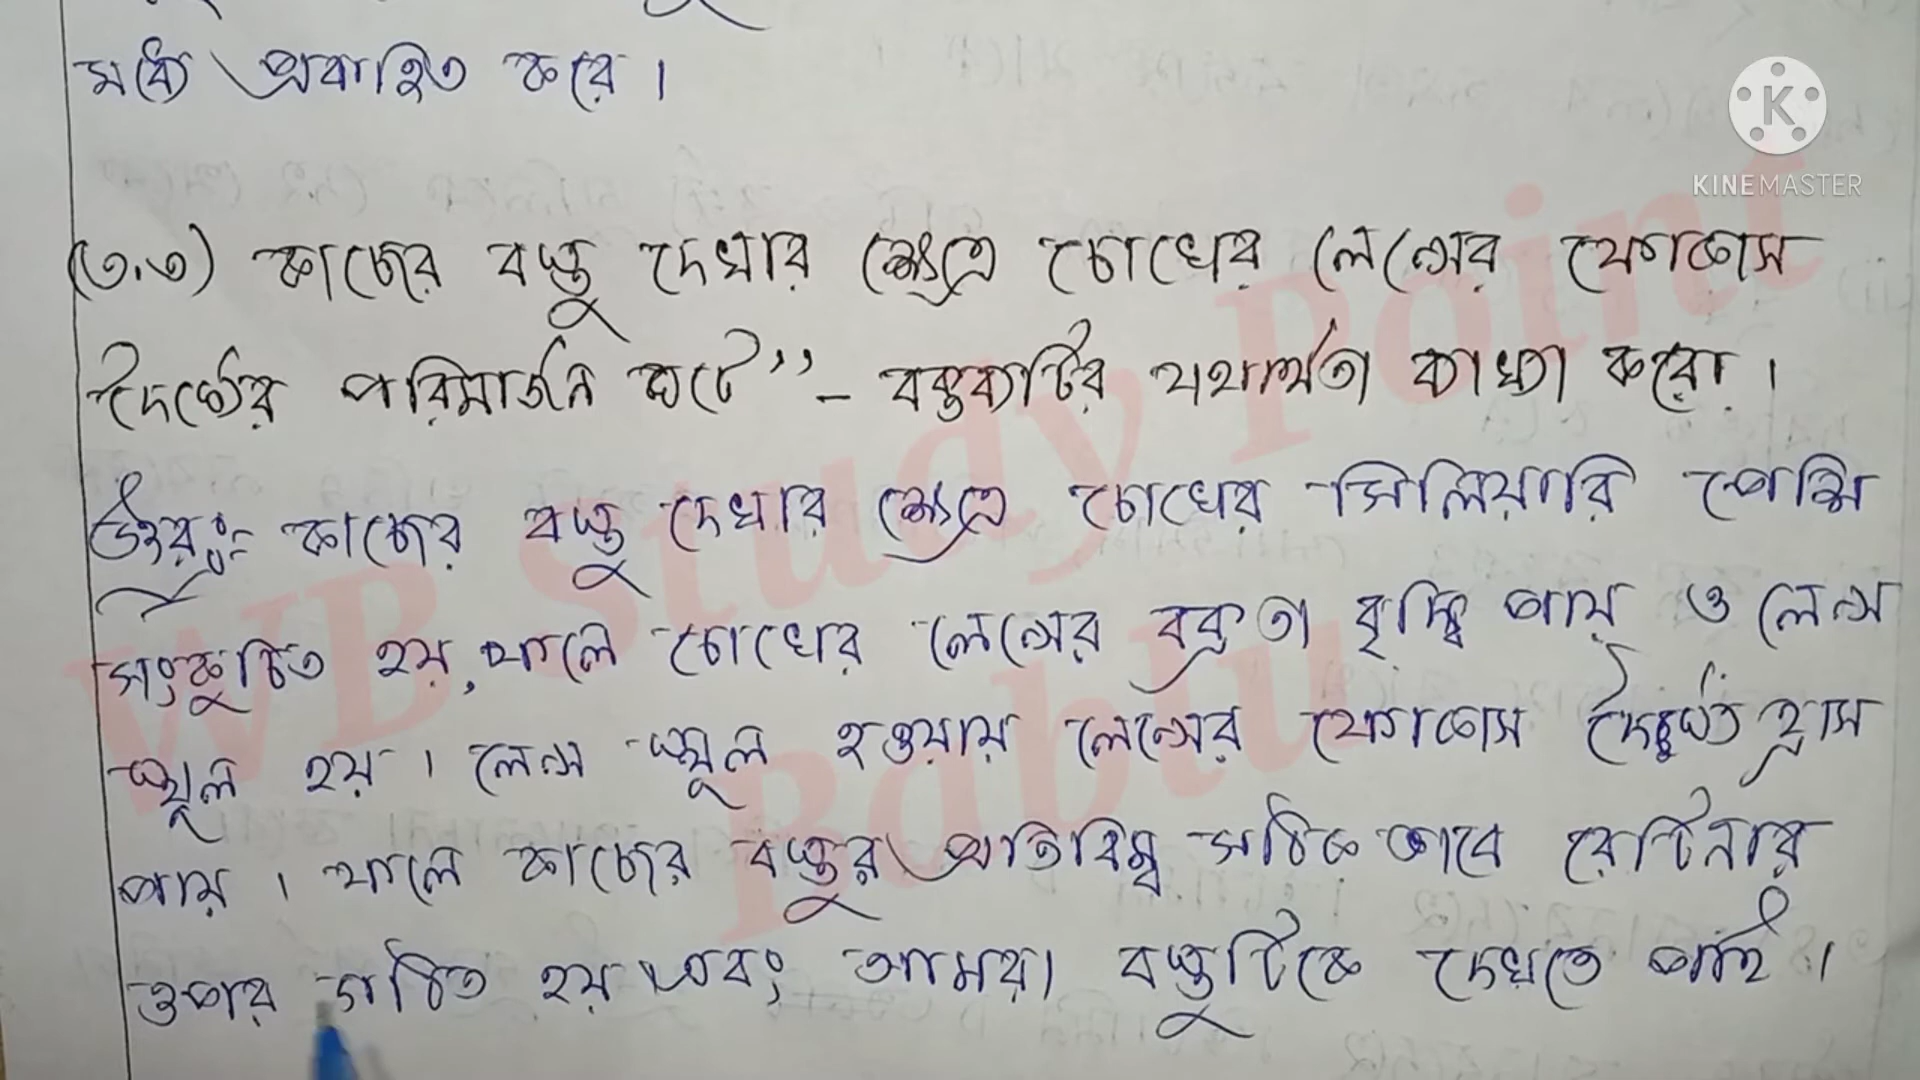 মধ্যে প্রবাহিত করে।
KINEMASTER
(৩.৩) কাছের বস্তু দেখার ক্ষেত্রে চোখের লেন্সের ফোকাস
দৈর্ঘ্যের পরিমার্জন ঘটে” – বক্তব্যটির যথার্থতা ব্যাখ্যা করো।
উত্তরঃ- কাছের বস্তু দেখার ক্ষেত্রে চোখের সিলিয়ারি পেশি
সংকুচিত হয়, ফলে চোখের লেন্সের বক্রতা বৃদ্ধি পায় ও লেন্স
স্থুল হয়। লেন্স স্থুল হওয়ায় লেন্সের ফোকাস দৈর্ঘ্য হ্রাস
পায়। ফলে কাছের বস্তুর প্রতিবিম্ব সঠিক ভাবে রেটিনার
ওপর গঠিত হয় এবং আমরা বস্তুটিকে দেখতে পাই।
WB Study Point
Bablu